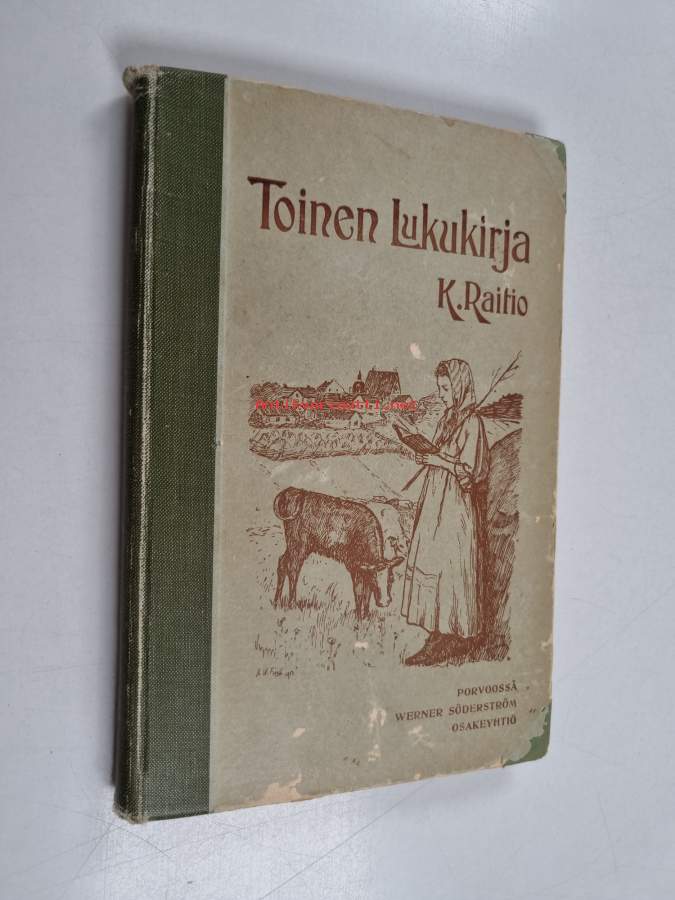 Toinen Lukukirja
K. Raitio
PORVOOSSA
WERNER SÖDERSTRÖM
OSAKEYHTIÖ